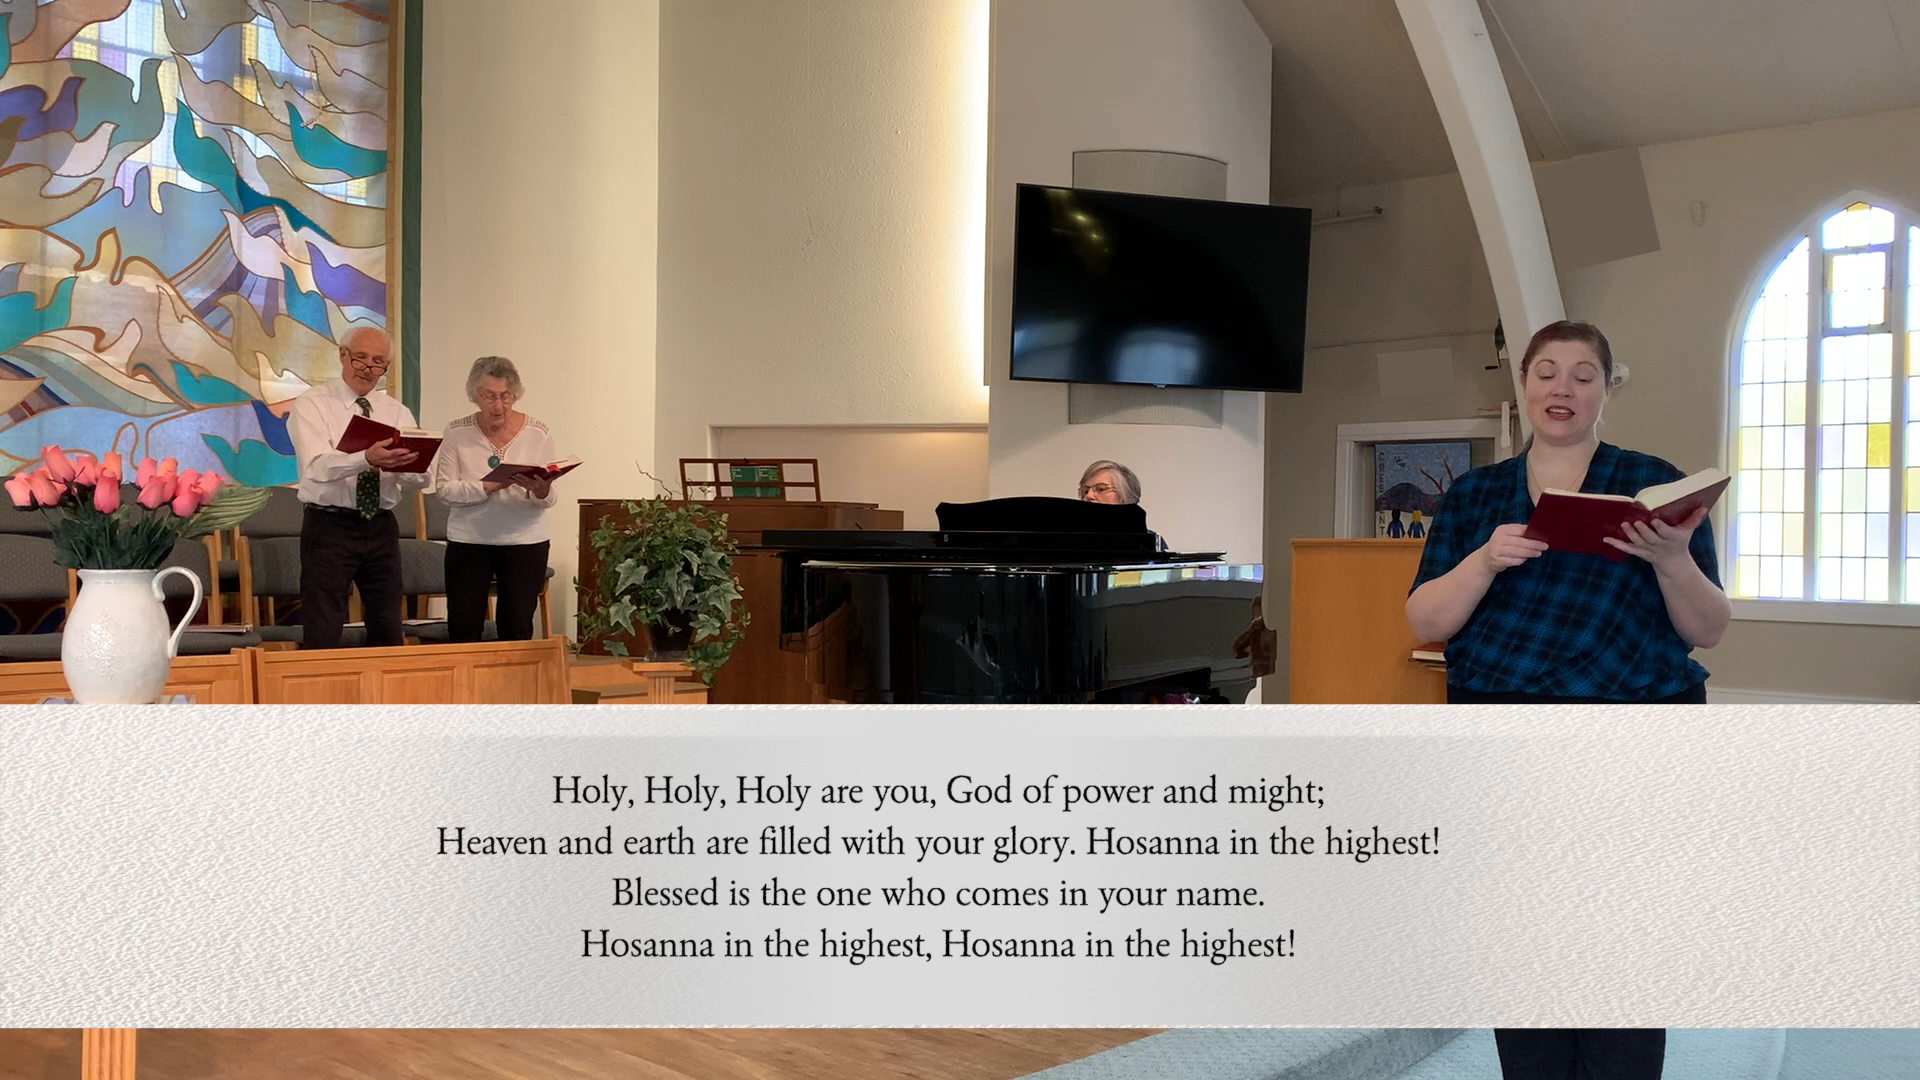 Holy, Holy, Holy are you, God of power and might;
Heaven and earth are filled with your glory. Hosanna in the highest!
Blessed is the one who comes in your name.
Hosanna in the highest, Hosanna in the highest!